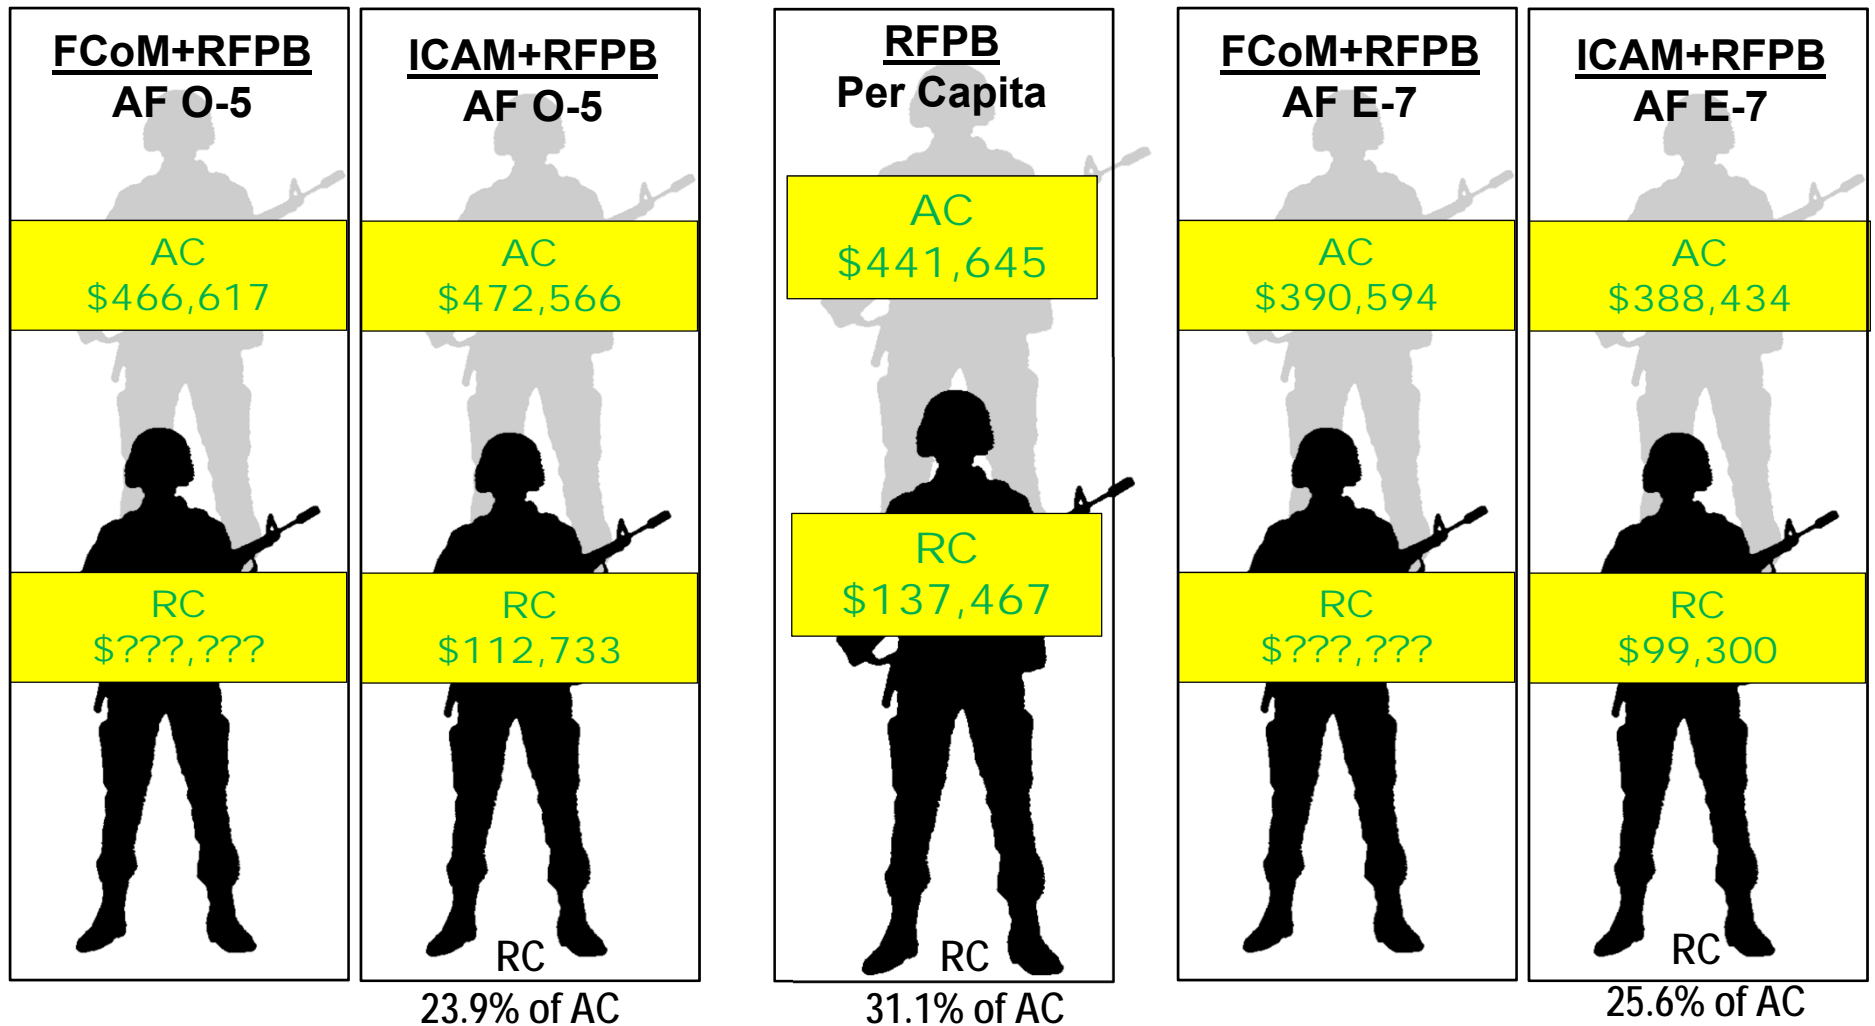 FCoM+RFPB
AF O-5
AC
$466,617
RC
$???,???
ICAM+RFPB
AF O-5
AC
$472,566
RC
$112,733
RC
23.9% of AC
RFPB
Per Capita
AC
$441,645
RC
$137,467
RC
31.1% of AC
FCoM+RFPB
AF E-7
AC
$390,594
RC
$???,???
ICAM+RFPB
AF E-7
AC
$388,434
RC
$99,300
RC
25.6% of AC